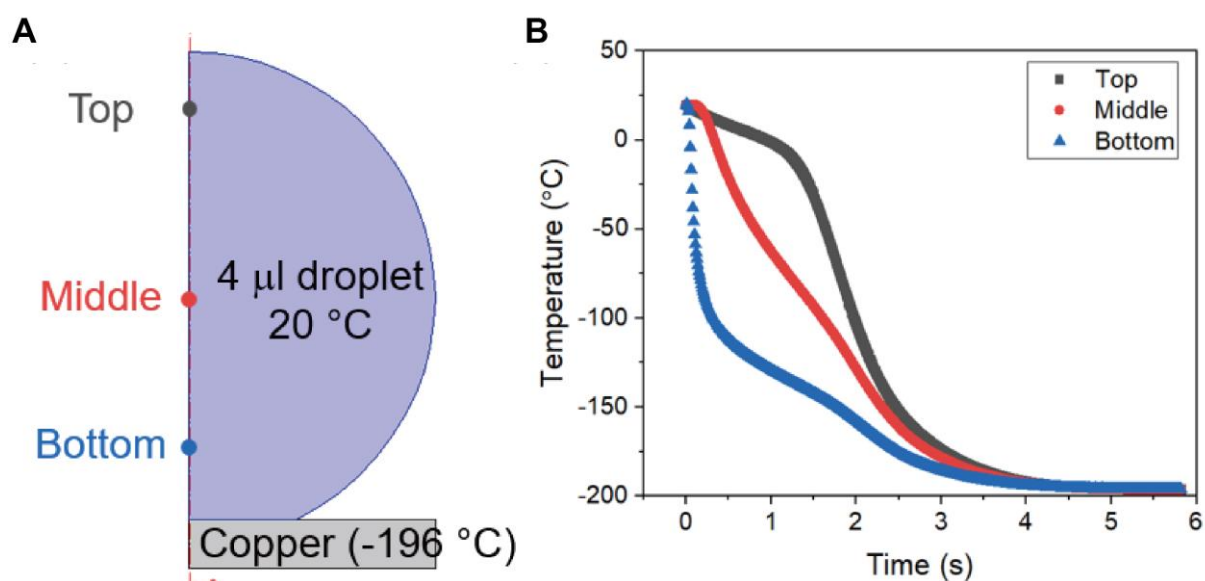 A
Top
Middle
Bottom
4 μl droplet
20 °C
Copper (-196 °C)
B
Temperature (°C)
50
0
-50
-100
-150
-200
Top
Middle
Bottom
0 1 2 3 4 5 6
Time (s)